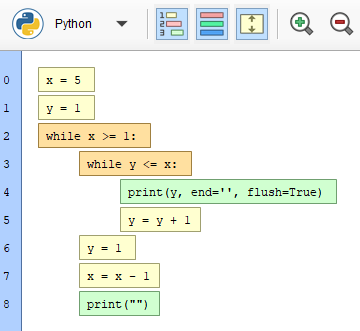 Python
0 x = 5
1 y = 1
2 while x >= 1:
3 while y <= x:
4 print(y, end='', flush=True)
5 y = y + 1
6 y = 1
7 x = x - 1
8 print("")